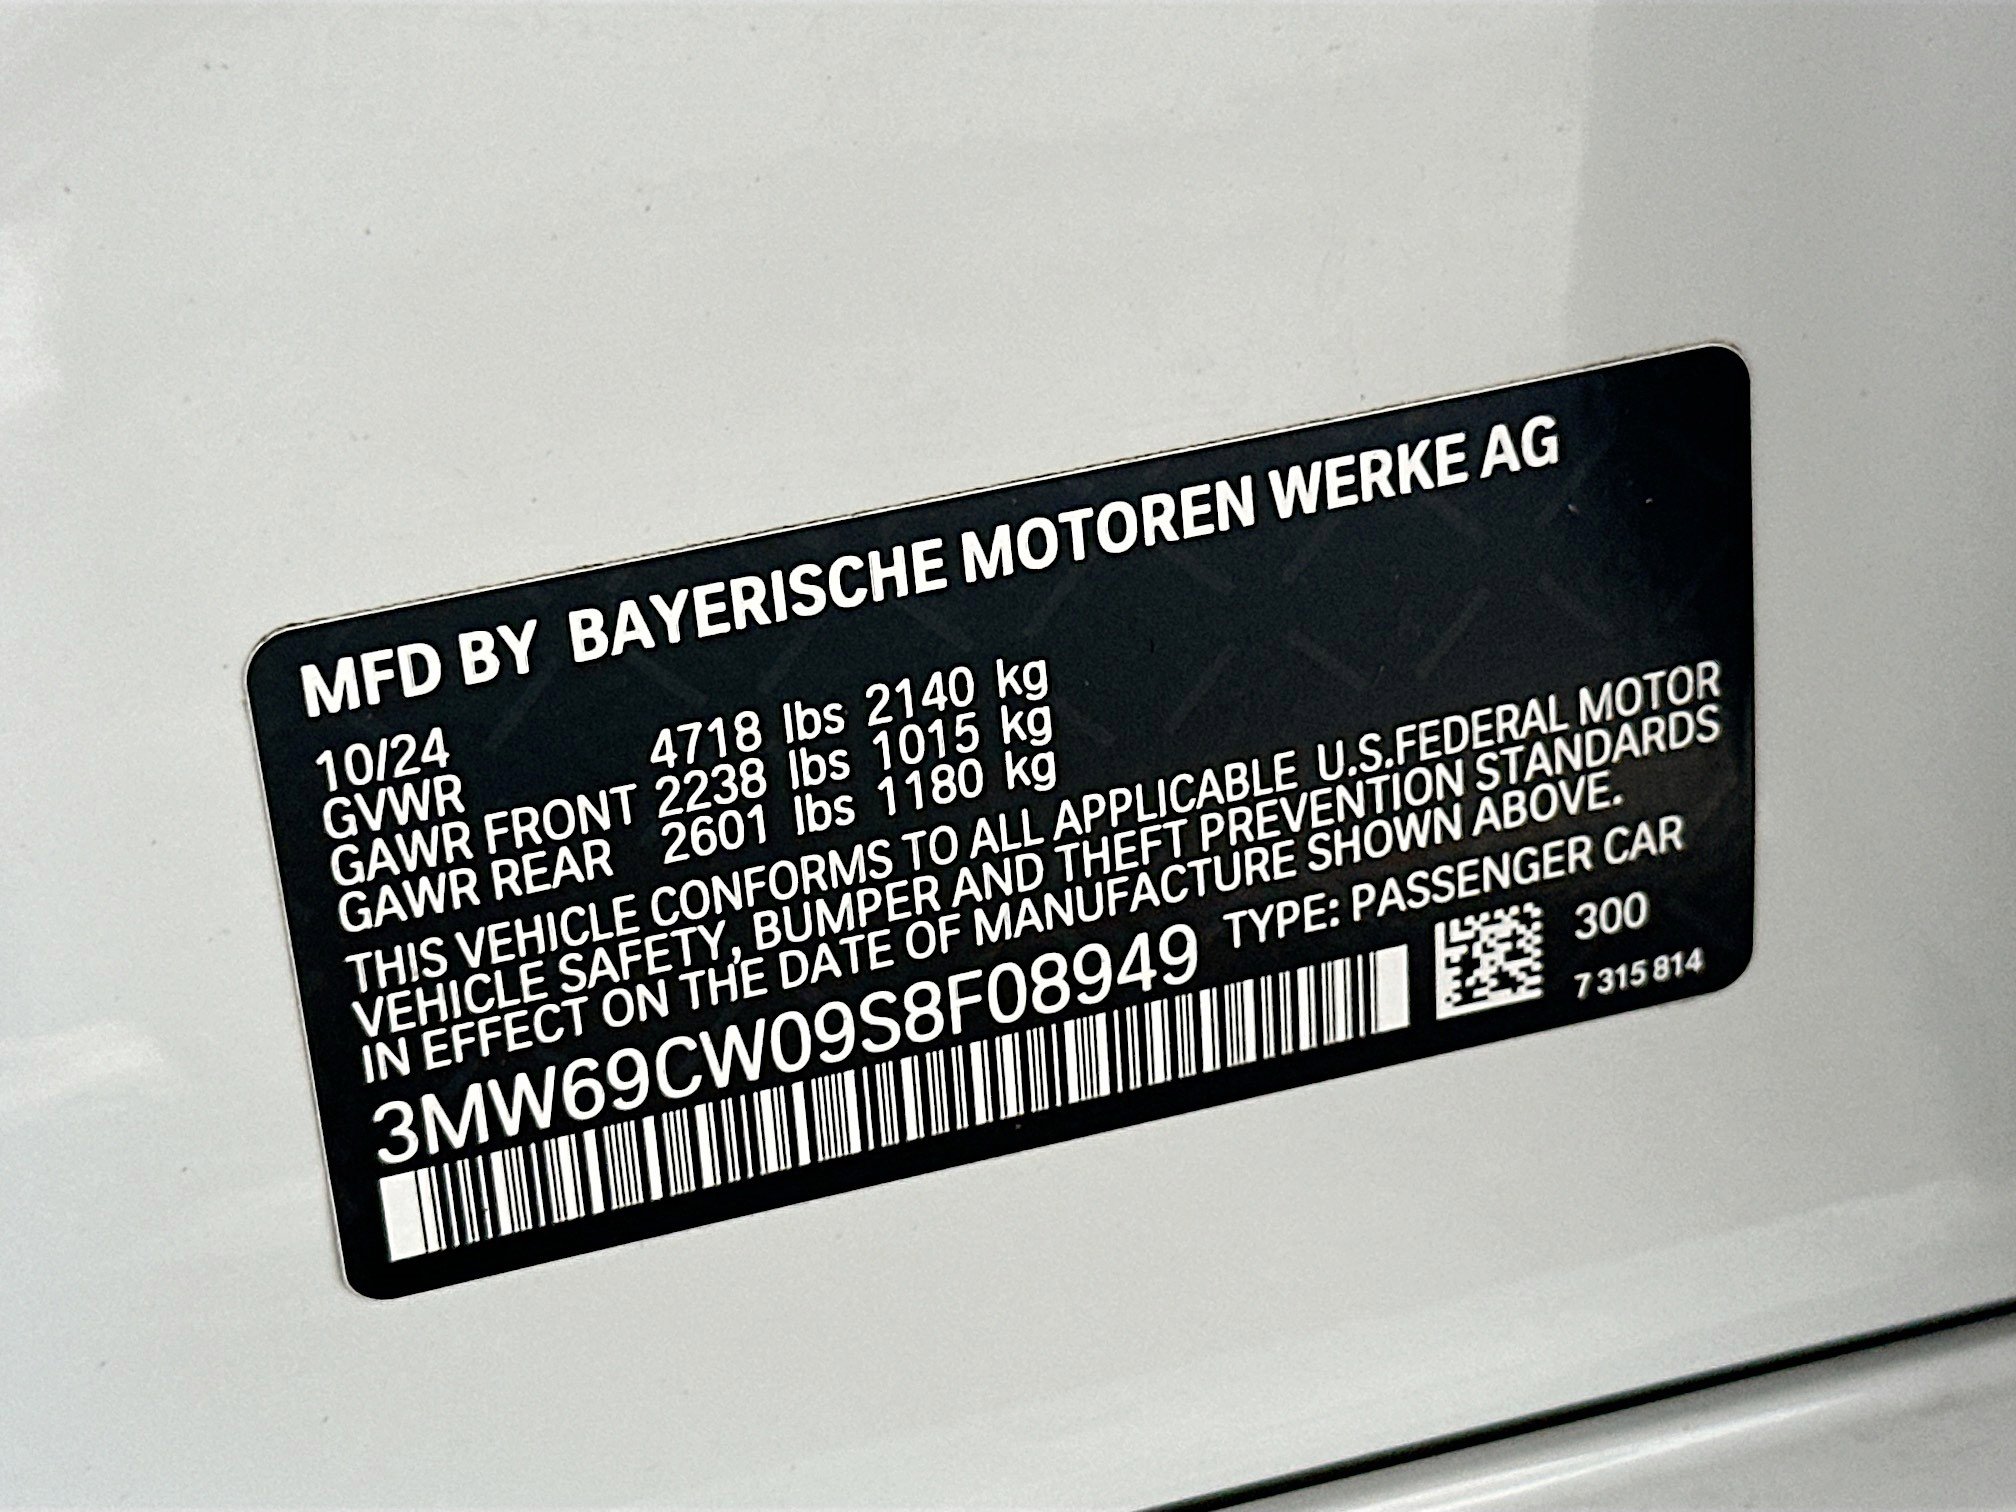 MFD BY BAYERISCHE MOTOREN WERKE AG
10/24
GVWR 4718 lbs 2140 kg
GAWR FRONT 2238 lbs 1015 kg
GAWR REAR 2601 lbs 1180 kg
THIS VEHICLE CONFORMS TO ALL APPLICABLE U.S.FEDERAL MOTOR
VEHICLE SAFETY, BUMPER AND THEFT PREVENTION STANDARDS
IN EFFECT ON THE DATE OF MANUFACTURE SHOWN ABOVE.
3MW69CW09S8F08949 TYPE: PASSENGER CAR
300
7 315 814